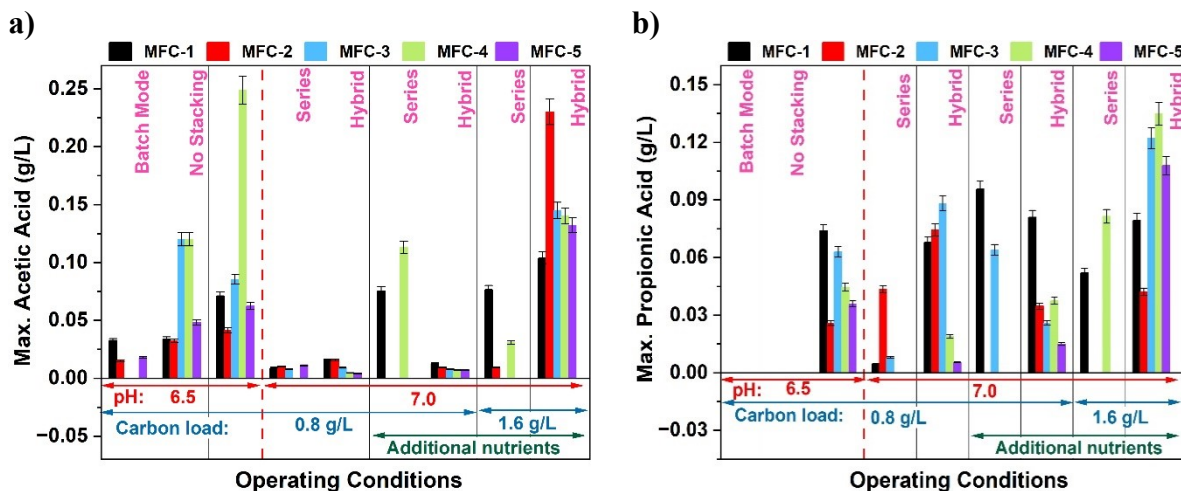 a)
MFC-1 MFC-2 MFC-3 MFC-4 MFC-5
Max. Acetic Acid (g/L)
0.25
0.20
0.15
0.10
0.05
0.00
−0.05
Batch Mode
No Stacking
Series
Hybrid
Series
Hybrid
Series
Hybrid
pH: 6.5
7.0
Carbon load: 0.8 g/L
1.6 g/L
Additional nutrients
Operating Conditions
b)
MFC-1 MFC-2 MFC-3 MFC-4 MFC-5
Max. Propionic Acid (g/L)
0.15
0.12
0.09
0.06
0.03
0.00
−0.03
Batch Mode
No Stacking
Series
Hybrid
Series
Hybrid
Series
Hybrid
pH: 6.5
7.0
Carbon load: 0.8 g/L
1.6 g/L
Additional nutrients
Operating Conditions